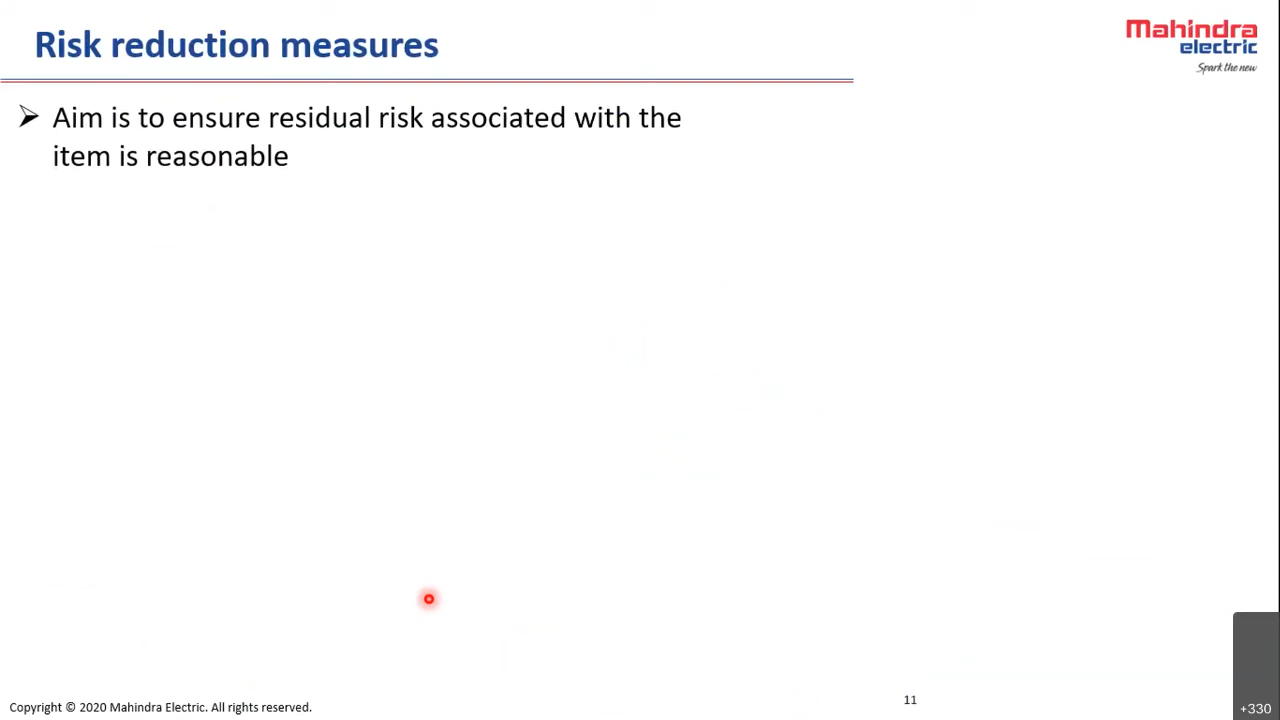 Risk reduction measures
Mahindra
electric
Spark the new
➢ Aim is to ensure residual risk associated with the
item is reasonable
Copyright © 2020 Mahindra Electric. All rights reserved.
11
+330